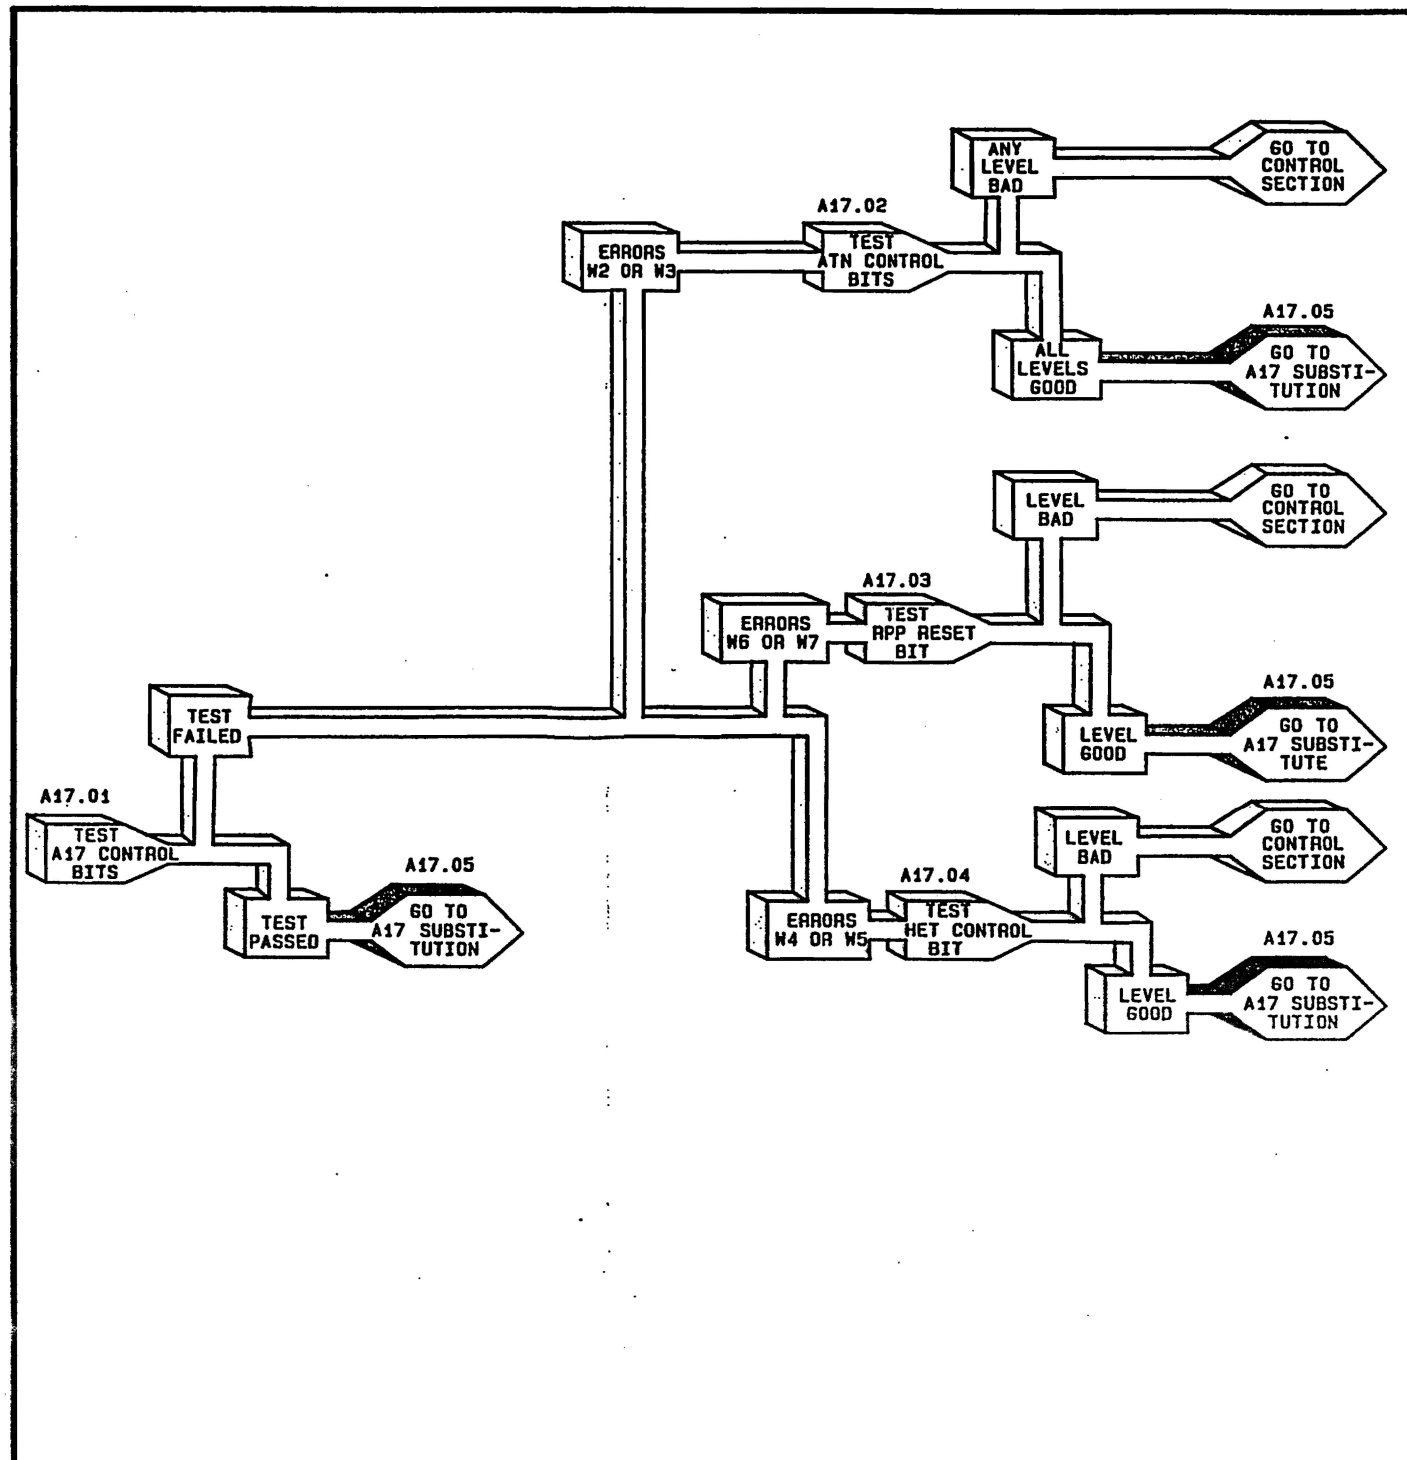 ANY
LEVEL
BAD
GO TO
CONTROL
SECTION
A17.02
TEST
ATN CONTROL
BITS
ERRORS
W2 OR W3
A17.05
ALL
LEVELS
GOOD
GO TO
A17 SUBSTI-
TUTION
LEVEL
BAD
GO TO
CONTROL
SECTION
A17.03
TEST
RPP RESET
BIT
ERRORS
W6 OR W7
A17.05
LEVEL
GOOD
GO TO
A17 SUBSTI-
TUTE
TEST
FAILED
A17.01
TEST
A17 CONTROL
BITS
LEVEL
BAD
GO TO
CONTROL
SECTION
A17.05
TEST
PASSED
GO TO
A17 SUBSTI-
TUTION
A17.04
ERRORS
W4 OR W5
TEST
HET CONTROL
BIT
A17.05
LEVEL
GOOD
GO TO
A17 SUBSTI-
TUTION